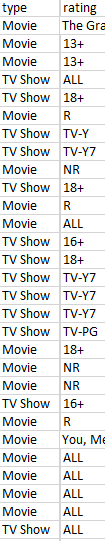 type rating
Movie The Gra
Movie 13+
Movie 13+
TV Show ALL
TV Show 18+
Movie R
TV Show TV-Y
TV Show TV-Y7
Movie NR
TV Show 18+
Movie R
Movie ALL
TV Show 16+
TV Show 18+
TV Show TV-Y7
TV Show TV-Y7
TV Show TV-Y7
TV Show TV-PG
Movie 18+
Movie NR
Movie NR
TV Show 16+
Movie R
Movie You, Me
Movie ALL
Movie ALL
Movie ALL
Movie ALL
TV Show ALL